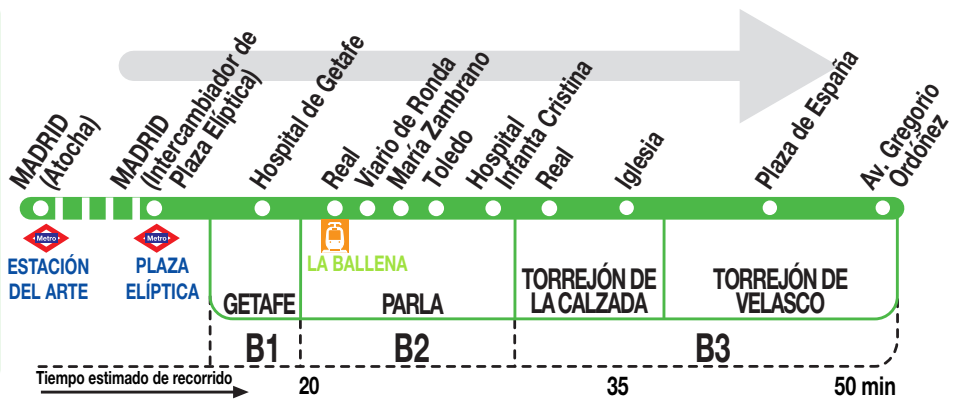 MADRID
(Atocha)
MADRID
(Intercambiador de
Plaza Elíptica)
Hospital de Getafe
Real
Viario de Ronda
María Zambrano
Toledo
Hospital
Infanta Cristina
Real
Iglesia
Plaza de España
Av. Gregorio
Ordóñez
Metro
Metro
ESTACIÓN
DEL ARTE
PLAZA
ELÍPTICA
LA BALLENA
GETAFE
PARLA
TORREJÓN DE
LA CALZADA
TORREJÓN DE
VELASCO
B1
B2
B3
Tiempo estimado de recorrido
20
35
50 min